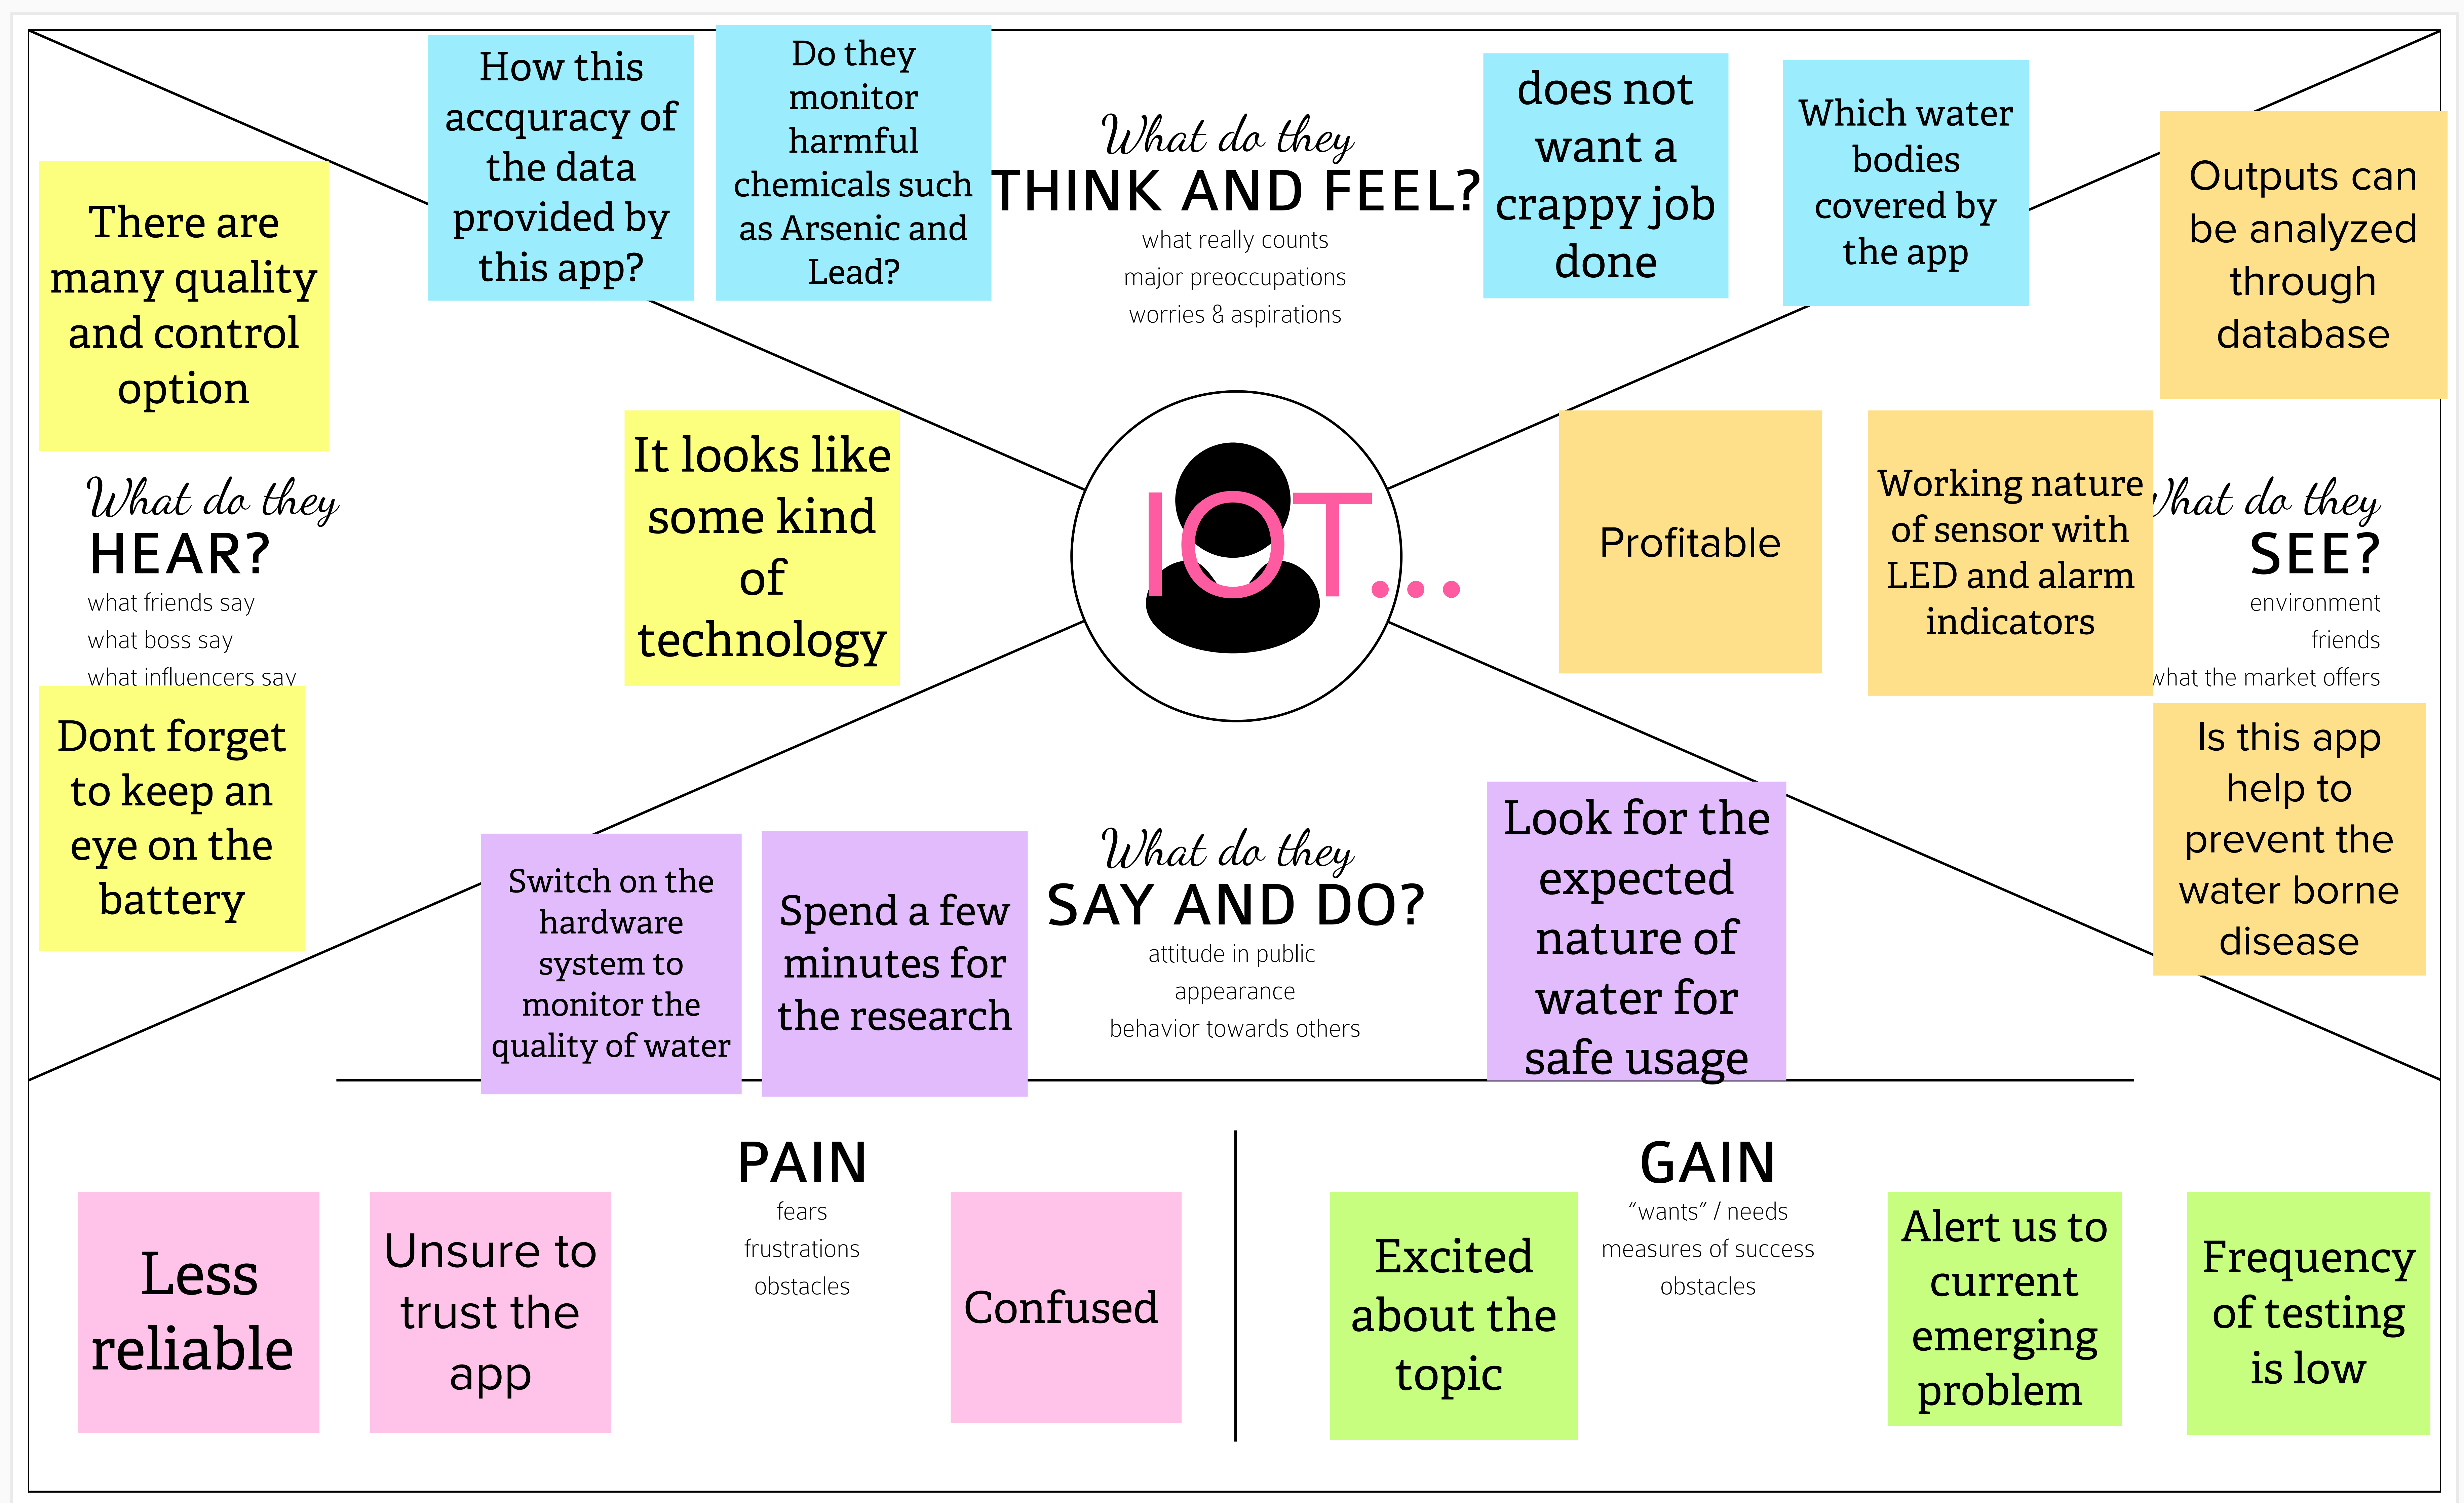 How this
accquracy of
the data
provided by
this app?
Do they
monitor
harmful
chemicals such
as Arsenic and
Lead?
What do they
THINK AND FEEL?
what really counts
major preoccupations
worries & aspirations
does not
want a
crappy job
done
Which water
bodies
covered by
the app
Outputs can
be analyzed
through
database
There are
many quality
and control
option
What do they
HEAR?
what friends say
what boss say
what influencers say
It looks like
some kind
of
technology
Dont forget
to keep an
eye on the
battery
IOT...
Profitable
Working nature
of sensor with
LED and alarm
indicators
What do they
SEE?
environment
friends
what the market offers
Is this app
help to
prevent the
water borne
disease
Switch on the
hardware
system to
monitor the
quality of water
Spend a few
minutes for
the research
What do they
SAY AND DO?
attitude in public
appearance
behavior towards others
Look for the
expected
nature of
water for
safe usage
PAIN
fears
frustrations
obstacles
Less
reliable
Unsure to
trust the
app
Confused
GAIN
“wants” / needs
measures of success
obstacles
Excited
about the
topic
Alert us to
current
emerging
problem
Frequency
of testing
is low